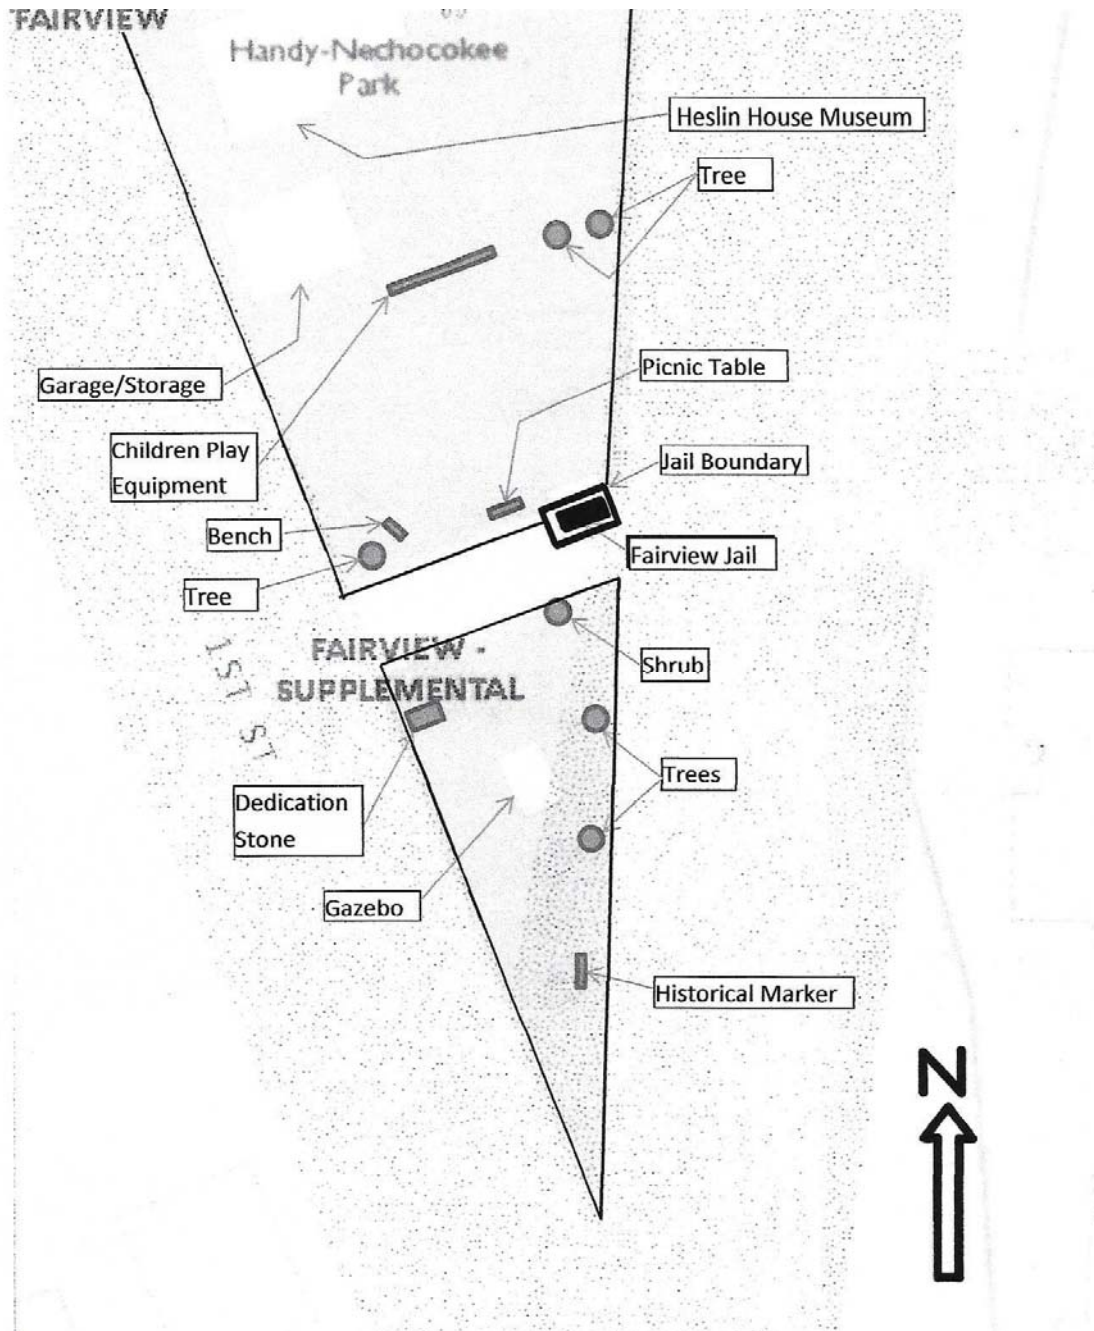 FAIRVIEW
Handy-Nechocokee
Park
Heslin House Museum
Tree
Picnic Table
Garage/Storage
Children Play
Equipment
Jail Boundary
Bench
Fairview Jail
Tree
FAIRVIEW -
SUPPLEMENTAL
1ST ST
Shrub
Trees
Dedication
Stone
Gazebo
Historical Marker
N